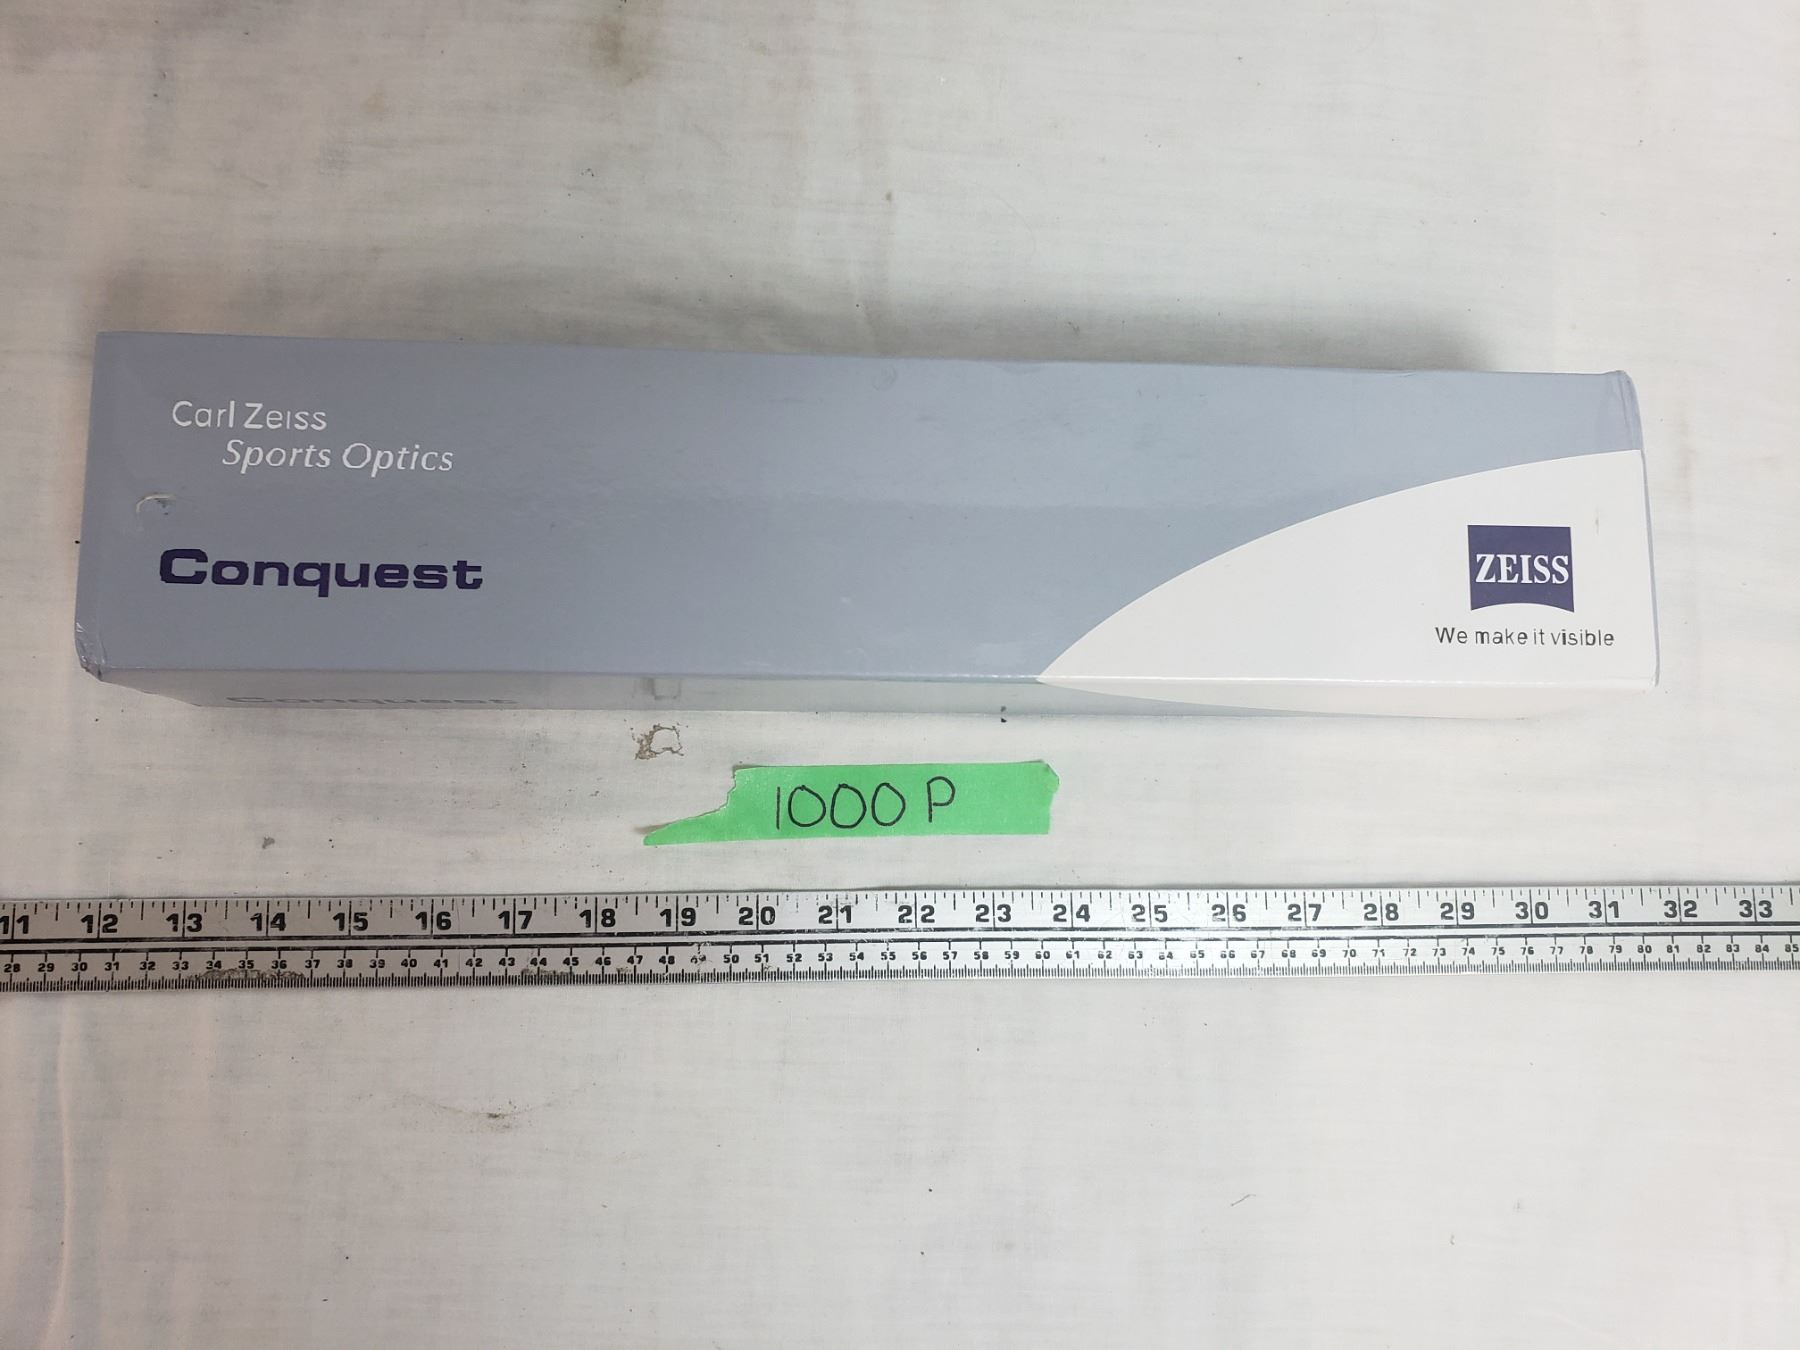 Carl Zeiss
Sports Optics
Conquest
ZEISS
We make it visible
Conquest
1000 P
11 12 13 14 15 16 17 18 19 20 21 22 23 24 25 26 27 28 29 30 31 32 33
28 29 30 31 32 33 34 35 36 37 38 39 40 41 42 43 44 45 46 47 48 49 50 51 52 53 54 55 56 57 58 59 60 61 62 63 64 65 66 67 68 69 70 71 72 73 74 75 76 77 78 79 80 81 82 83 84 85